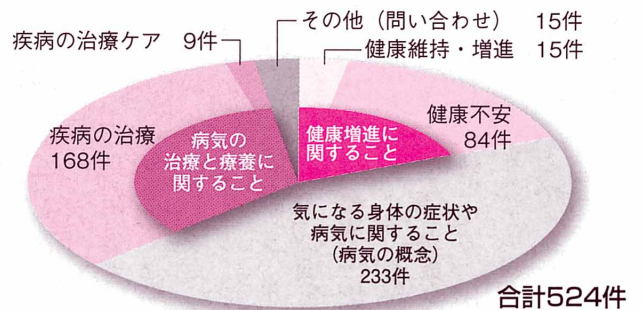 その他（問い合わせ） 15件
疾病の治療ケア 9件
健康維持・増進 15件
疾病の治療
168件
健康不安
84件
病気の
治療と療養に
関すること
健康増進に
関すること
気になる身体の症状や
病気に関すること
(病気の概念)
233件
合計524件